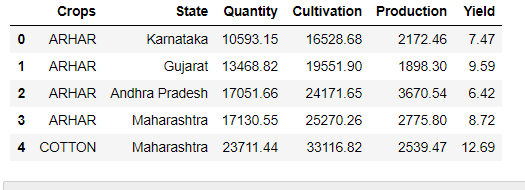 Crops State Quantity Cultivation Production Yield
0 ARHAR Karnataka 10593.15 16528.68 2172.46 7.47
1 ARHAR Gujarat 13468.82 19551.90 1898.30 9.59
2 ARHAR Andhra Pradesh 17051.66 24171.65 3670.54 6.42
3 ARHAR Maharashtra 17130.55 25270.26 2775.80 8.72
4 COTTON Maharashtra 23711.44 33116.82 2539.47 12.69